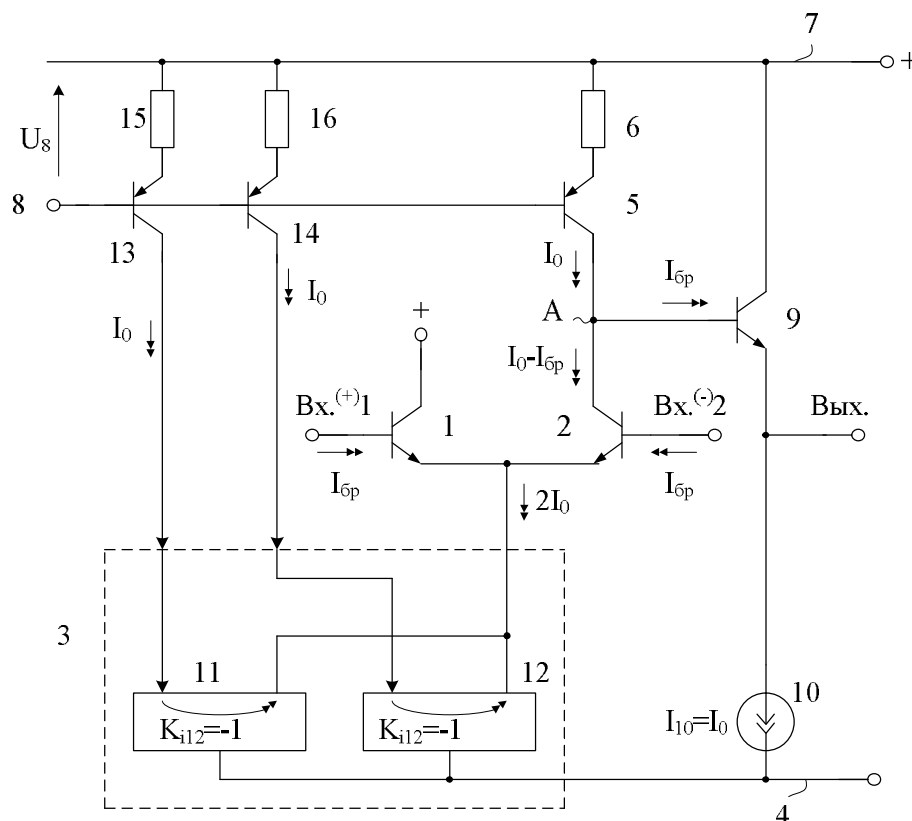 7
+
15
16
6
U₈
8
13
14
5
I₀
I₀
I₀
Iбр
A
9
+
I₀-Iбр
Вх.⁽⁺⁾1
1
2
Вх.⁽⁻⁾2
Вых.
Iбр
2I₀
Iбр
3
11
12
10
Ki12=-1
Ki12=-1
I₁₀=I₀
4